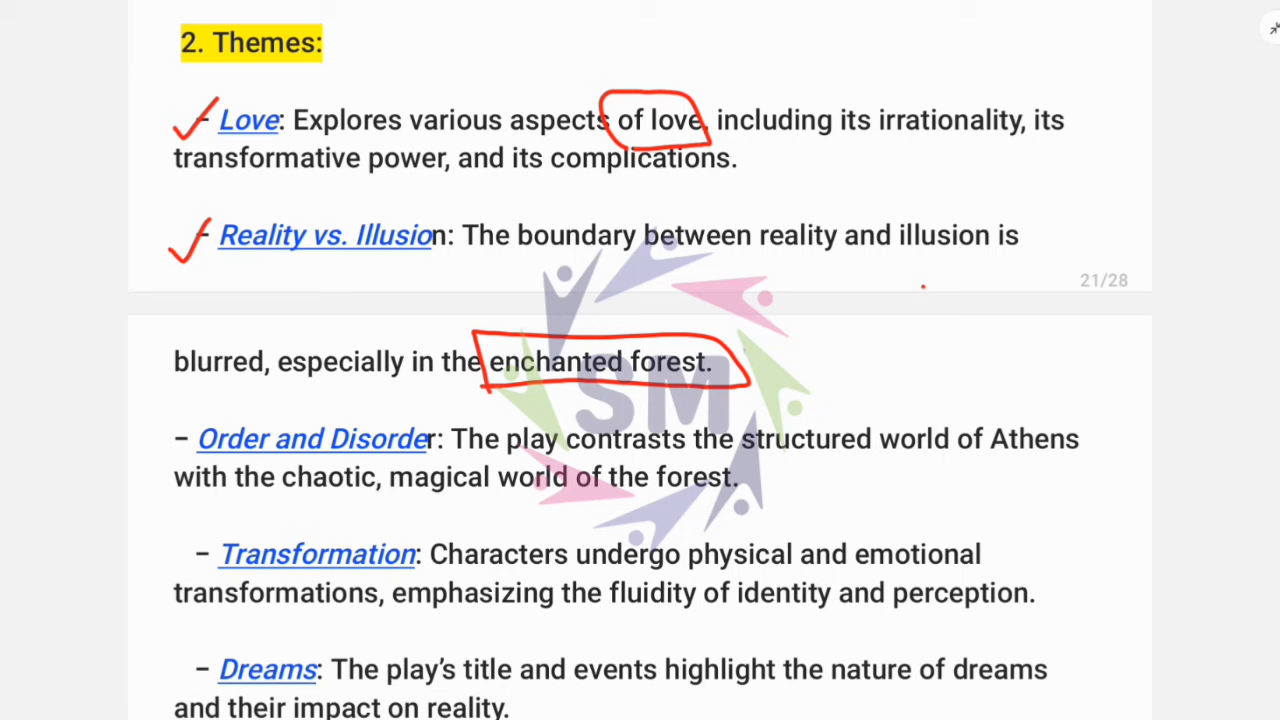 2. Themes:
– Love: Explores various aspects of love, including its irrationality, its
transformative power, and its complications.
– Reality vs. Illusion: The boundary between reality and illusion is
21/28
blurred, especially in the enchanted forest.
SM
– Order and Disorder: The play contrasts the structured world of Athens
with the chaotic, magical world of the forest.
– Transformation: Characters undergo physical and emotional
transformations, emphasizing the fluidity of identity and perception.
– Dreams: The play’s title and events highlight the nature of dreams
and their impact on reality.